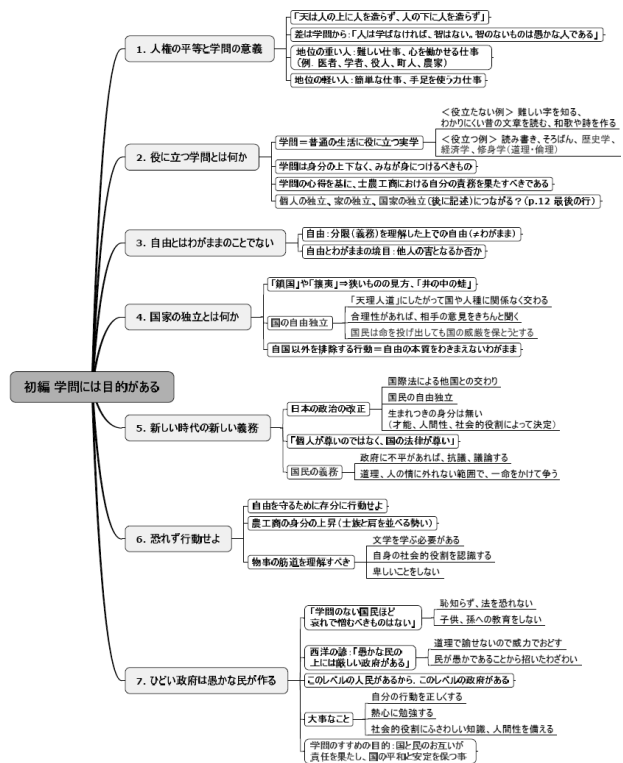 初編 学問には目的がある
1. 人権の平等と学問の意義
「天は人の上に人を造らず、人の下に人を造らず」
差は学問から:「人は学ばなければ、智はない。智のないものは愚かな人である」
地位の重い人: 難しい仕事、心を働かせる仕事
(例. 医者、学者、役人、町人、農家)
地位の軽い人: 簡単な仕事、手足を使う力仕事
2. 役に立つ学問とは何か
学問=普通の生活に役に立つ実学
<役立たない例> 難しい字を知る、
わかりにくい昔の文章を読む、和歌や詩を作る
<役立つ例> 読み書き、そろばん、歴史学、
経済学、修身学(道理・倫理)
学問は身分の上下なく、みなが身につけるべきもの
学問の心得を基に、士農工商における自分の責務を果たすべきである
個人の独立、家の独立、国家の独立(後に記述)につながる?(p.12 最後の行)
3. 自由とはわがままのことでない
自由:分限(義務)を理解した上での自由(≠わがまま)
自由とわがままの境目:他人の害となるか否か
4. 国家の独立とは何か
「鎖国」や「攘夷」⇒狭いものの見方、「井の中の蛙」
国の自由独立
「天理人道」にしたがって国や人種に関係なく交わる
合理性があれば、相手の意見をきちんと聞く
国民は命を投げ出しても国の威厳を保とうとする
自国以外を排除する行動=自由の本質をわきまえないわがまま
5. 新しい時代の新しい義務
日本の政治の改正
国際法による他国との交わり
国民の自由独立
生まれつきの身分は無い
(才能、人間性、社会的役割によって決定)
「個人が尊いのではなく、国の法律が尊い」
国民の義務
政府に不平があれば、抗議、議論する
道理、人の情に外れない範囲で、一命をかけて争う
6. 恐れず行動せよ
自由を守るために存分に行動せよ
農工商の身分の上昇(士族と肩を並べる勢い)
物事の筋道を理解すべき
文学を学ぶ必要がある
自身の社会的役割を認識する
卑しいことをしない
7. ひどい政府は愚かな民が作る
「学問のない国民ほど
哀れで憎むべきものはない」
恥知らず、法を恐れない
子供、孫への教育をしない
西洋の諺:「愚かな民の
上には厳しい政府がある」
道理で諭せないので威力でおどす
民が愚かであることから招いたわざわい
このレベルの人民があるから、このレベルの政府がある
大事なこと
自分の行動を正しくする
熱心に勉強する
社会的役割にふさわしい知識、人間性を備える
学問のすすめの目的:国と民のお互いが
責任を果たし、国の平和と安定を保つ事